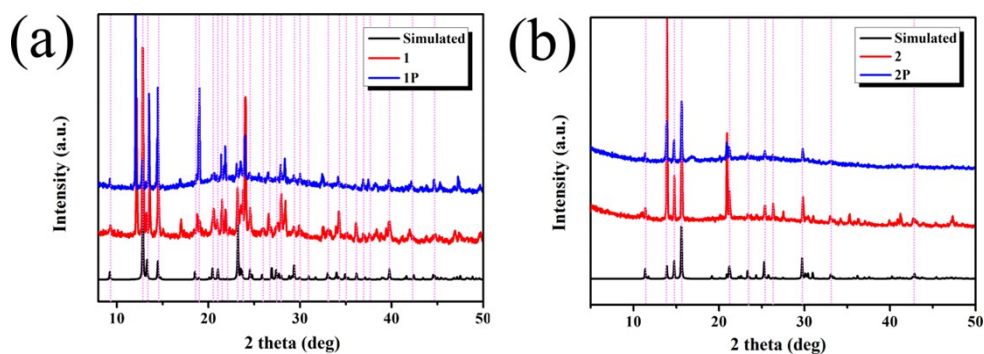 (a)
Simulated
1
1P
Intensity (a.u.)
10 20 30 40 50
2 theta (deg)
(b)
Simulated
2
2P
Intensity (a.u.)
10 20 30 40 50
2 theta (deg)